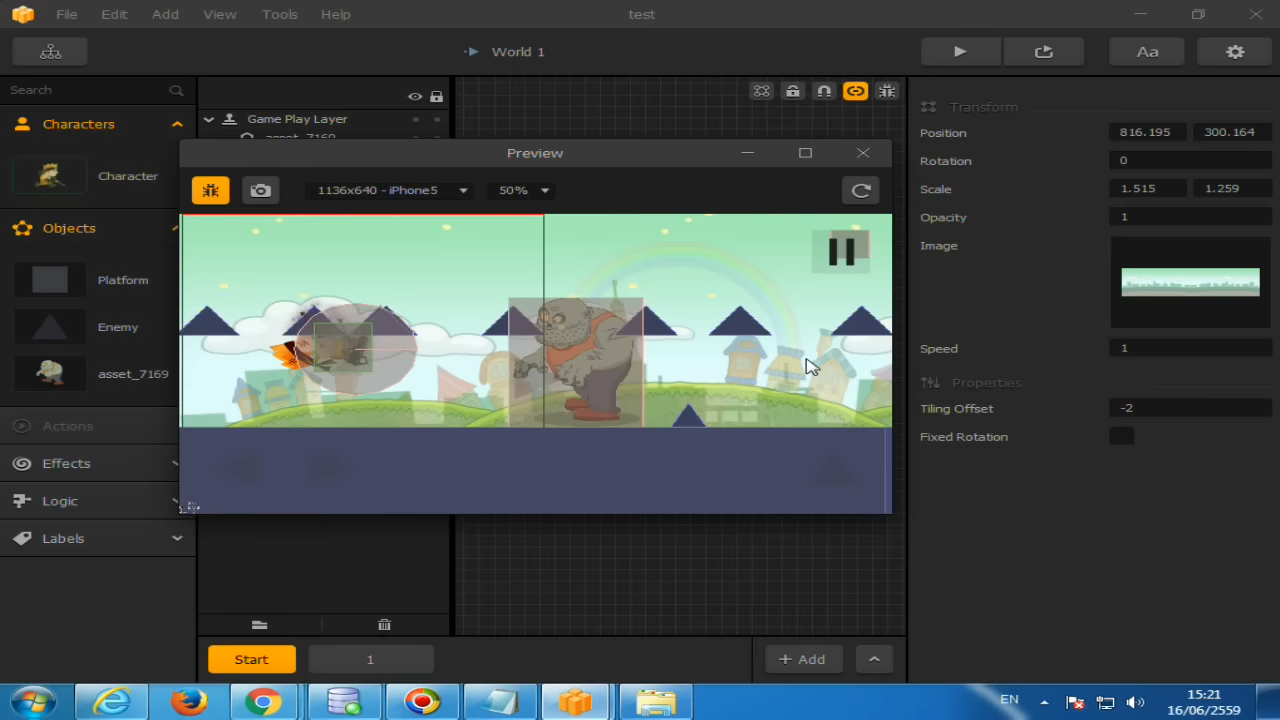 File Edit Add View Tools Help test
World 1
Aa
Search
Characters
Character
Objects
Platform
Enemy
asset_7169
Actions
Effects
Logic
Labels
Game Play Layer
asset_7169
Preview
1136x640 - iPhone5 50%
Transform
Position 816.195 300.164
Rotation 0
Scale 1.515 1.259
Opacity 1
Image
Speed 1
Properties
Tiling Offset -2
Fixed Rotation
Start 1 + Add
EN 15:21
16/06/2559